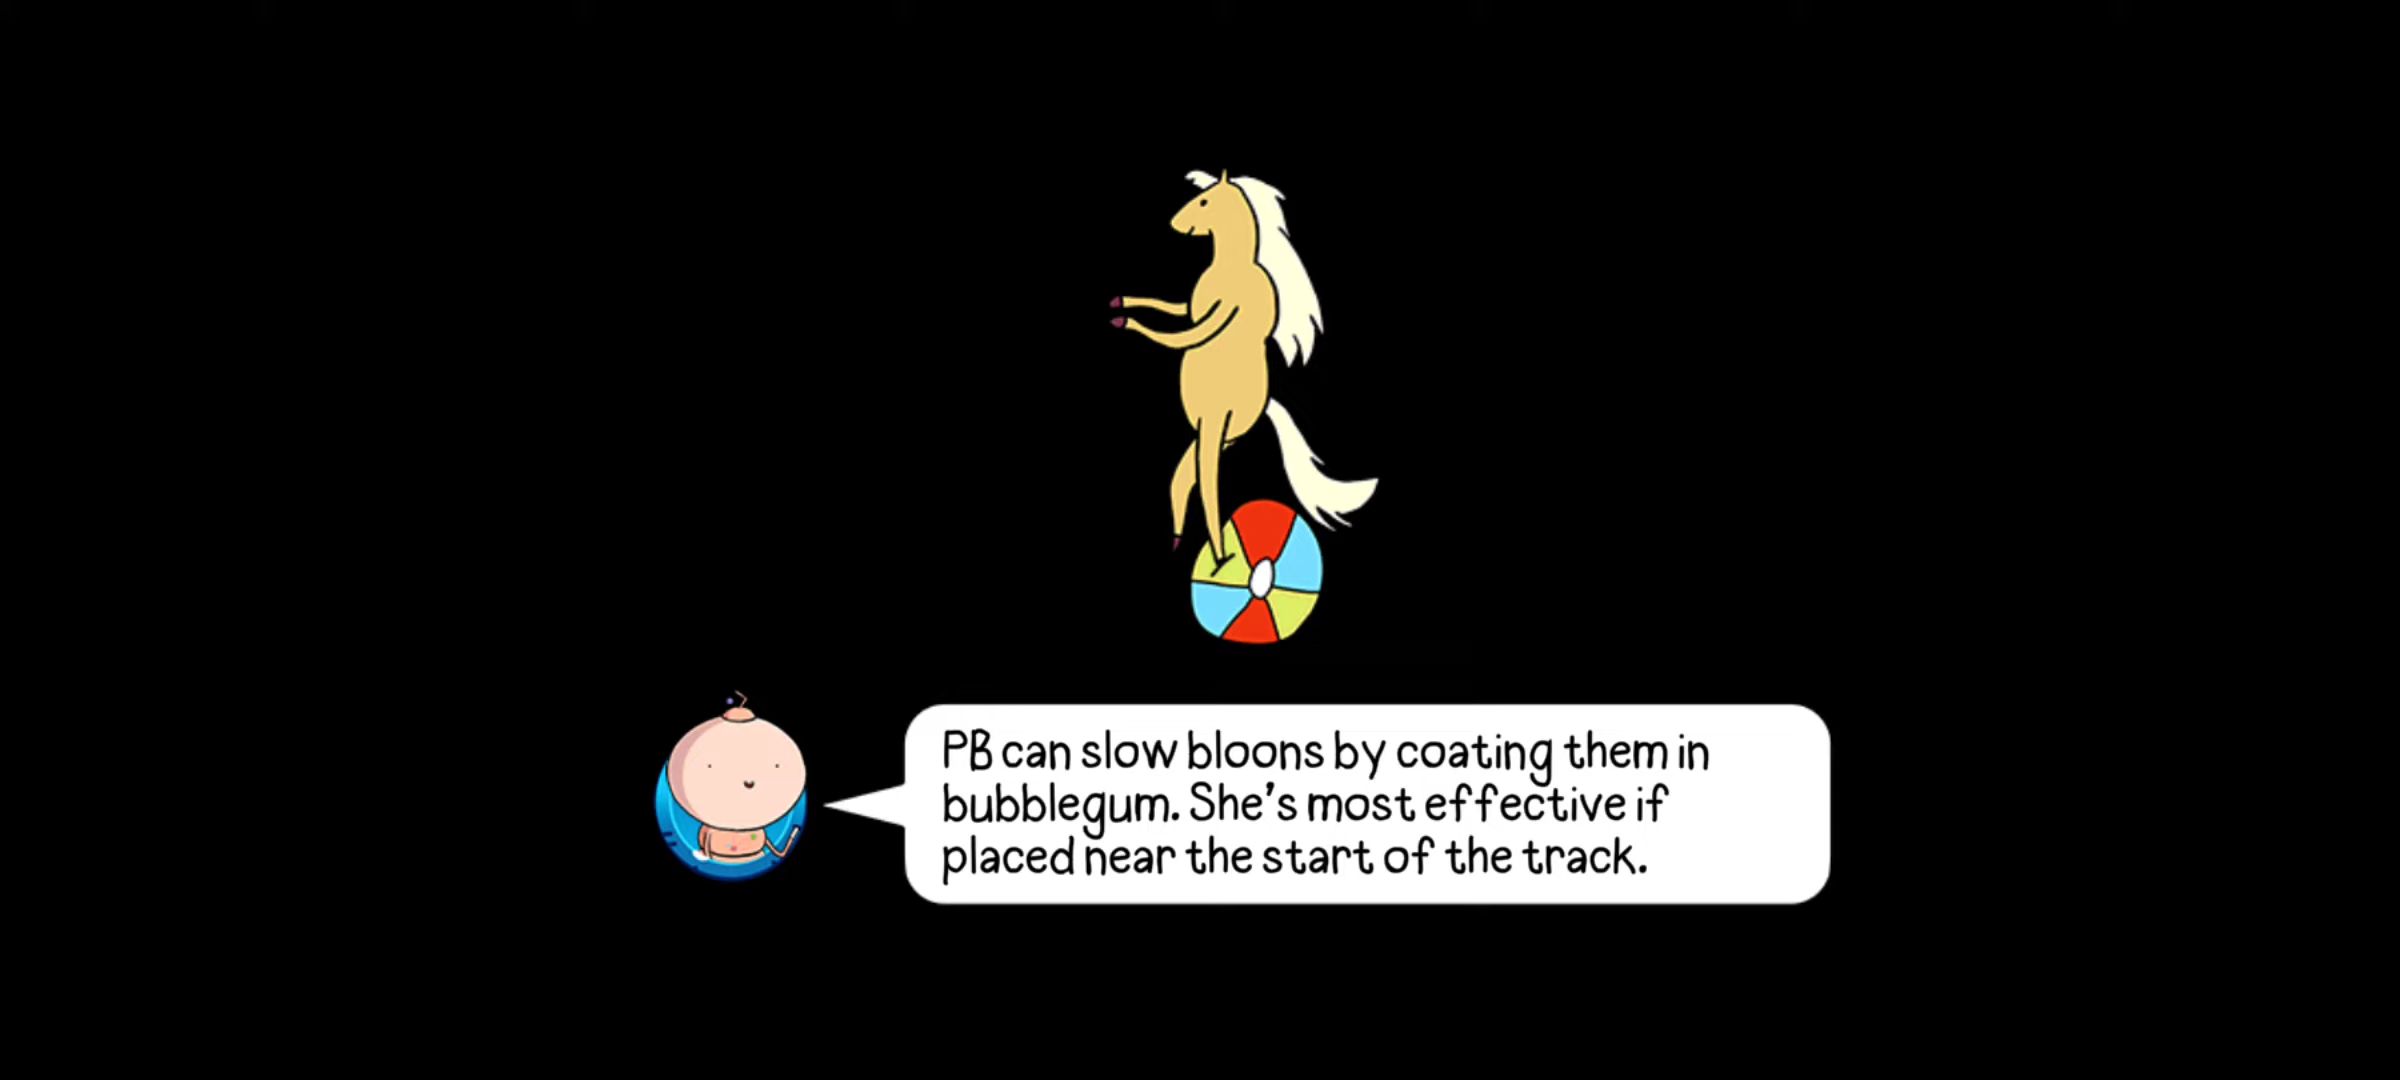 PB can slow bloons by coating them in
bubblegum. She's most effective if
placed near the start of the track.